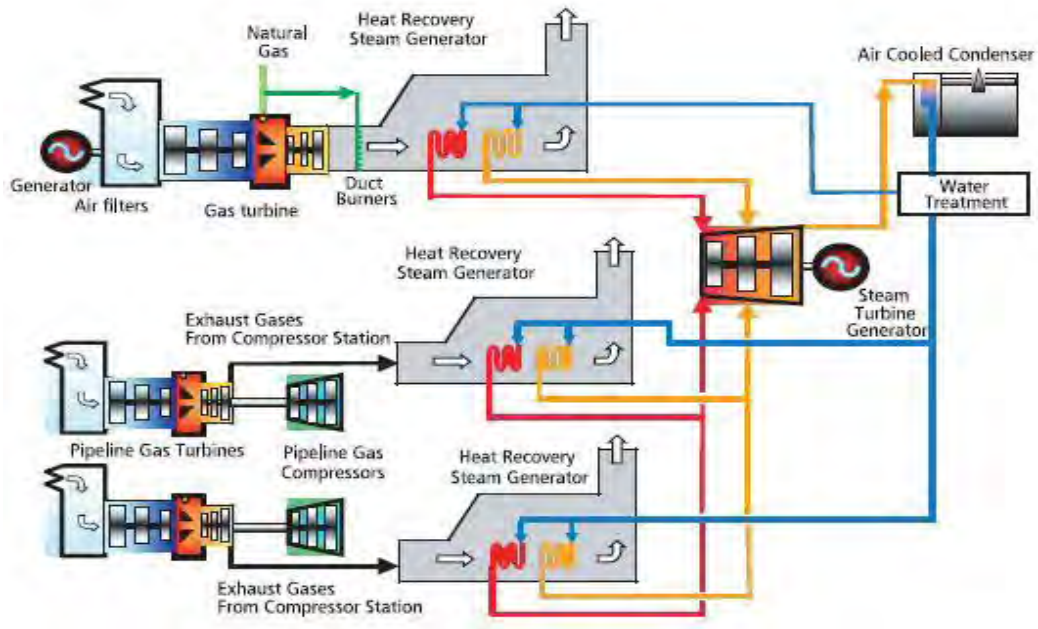 Natural
Gas
Heat Recovery
Steam Generator
Air Cooled Condenser
Generator
Air filters
Gas turbine
Duct
Burners
Water
Treatment
Heat Recovery
Steam Generator
Steam
Turbine
Generator
Exhaust Gases
From Compressor Station
Pipeline Gas Turbines
Pipeline Gas
Compressors
Heat Recovery
Steam Generator
Exhaust Gases
From Compressor Station